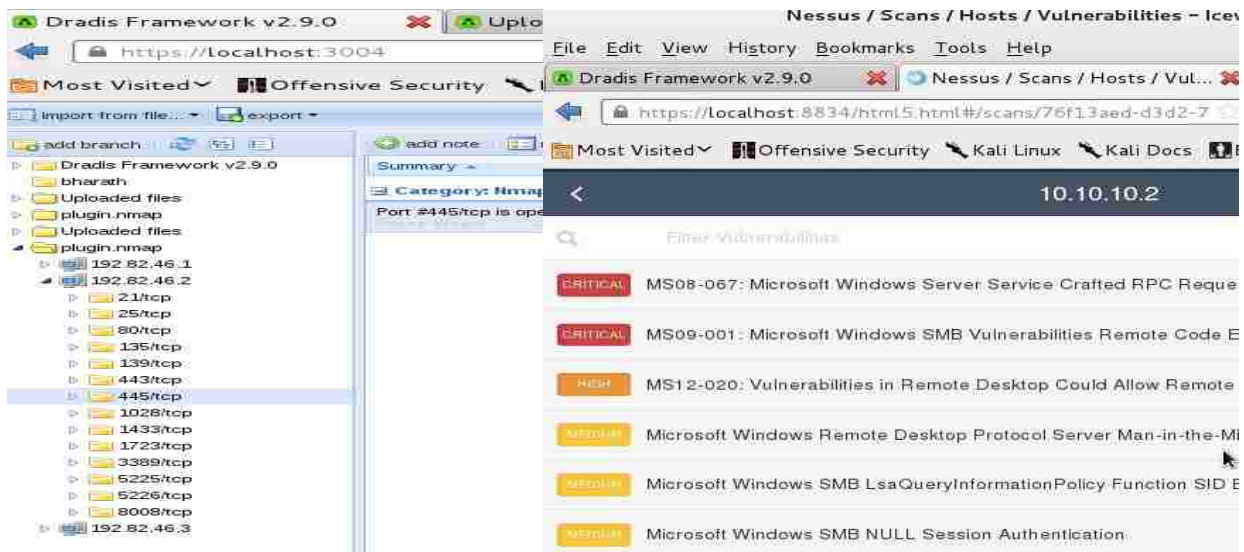 Dradis Framework v2.9.0
Uplo
https://localhost:3004
Most Visited
Offensive Security
Import from file...
export
add branch
add note
Dradis Framework v2.9.0
bharath
Uploaded files
plugin.nmap
Uploaded files
plugin.nmap
192.82.46.1
192.82.46.2
21/tcp
25/tcp
80/tcp
135/tcp
139/tcp
443/tcp
445/tcp
1028/tcp
1433/tcp
1723/tcp
3389/tcp
5225/tcp
5226/tcp
8008/tcp
192.82.46.3
Summary
Category: Nmap
Port #445/tcp is ope
Nessus / Scans / Hosts / Vulnerabilities - Icew
File Edit View History Bookmarks Tools Help
Dradis Framework v2.9.0
Nessus / Scans / Hosts / Vul...
https://localhost:8834/html5.html#/scans/76f13aed-d3d2-7
Most Visited
Offensive Security
Kali Linux
Kali Docs
10.10.10.2
Filter Vulnerabilities
CRITICAL MS08-067: Microsoft Windows Server Service Crafted RPC Reque
CRITICAL MS09-001: Microsoft Windows SMB Vulnerabilities Remote Code E
HIGH MS12-020: Vulnerabilities in Remote Desktop Could Allow Remote
MEDIUM Microsoft Windows Remote Desktop Protocol Server Man-in-the-Mi
MEDIUM Microsoft Windows SMB LsaQueryInformationPolicy Function SID E
MEDIUM Microsoft Windows SMB NULL Session Authentication